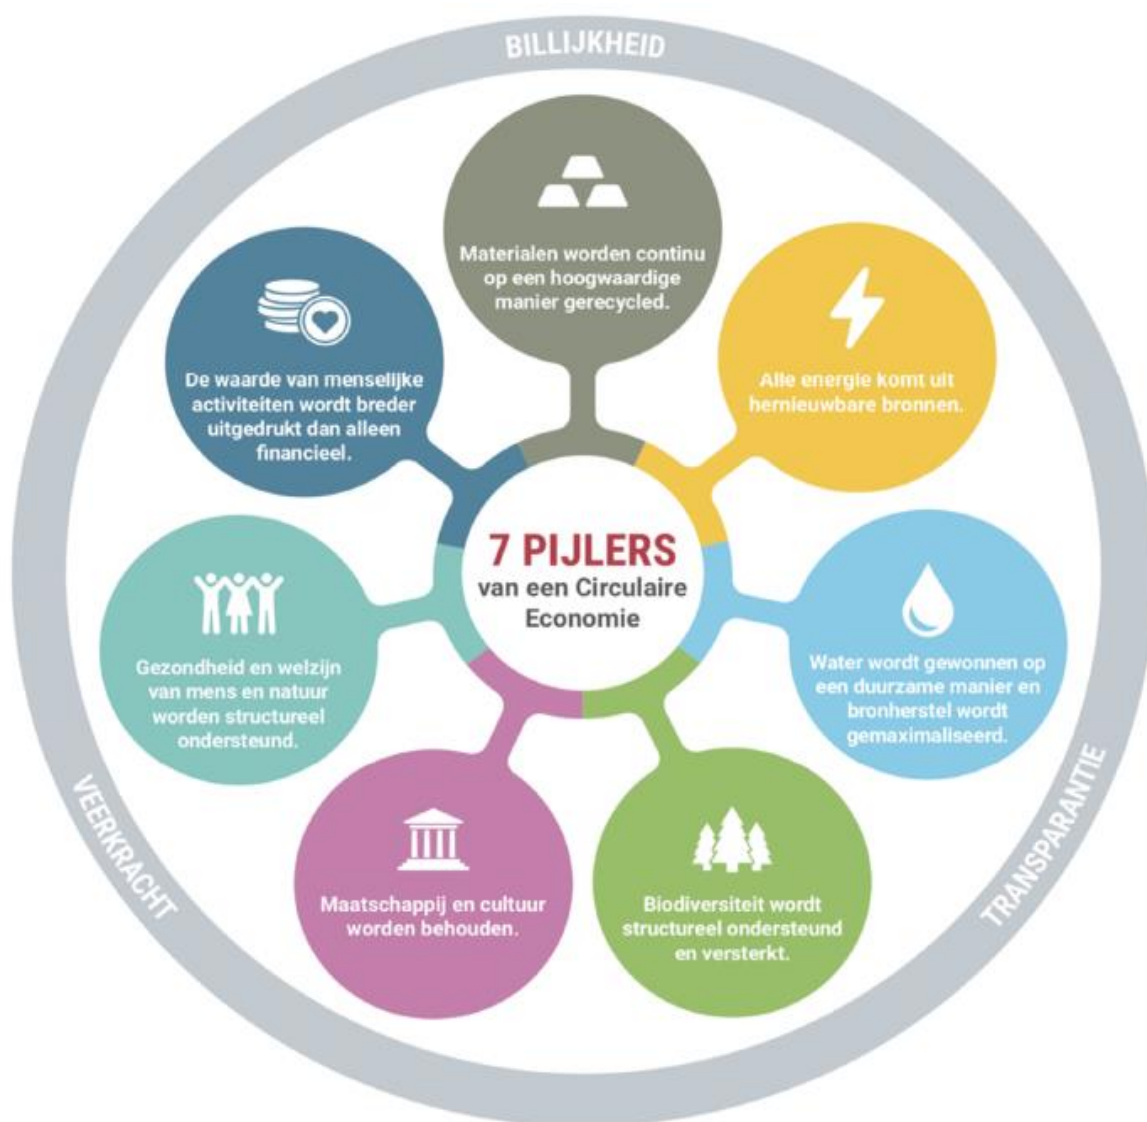 BILLIJKHEID
Materialen worden continu
op een hoogwaardige
manier gerecycled.
De waarde van menselijke
activiteiten wordt breder
uitgedrukt dan alleen
financieel.
Alle energie komt uit
hernieuwbare bronnen.
7 PIJLERS
van een Circulaire
Economie
Gezondheid en welzijn
van mens en natuur
worden structureel
ondersteund.
Water wordt gewonnen op
een duurzame manier en
bronherstel wordt
gemaximaliseerd.
Maatschappij en cultuur
worden behouden.
Biodiversiteit wordt
structureel ondersteund
en versterkt.
VEERKRACHT
TRANSPARANTIE